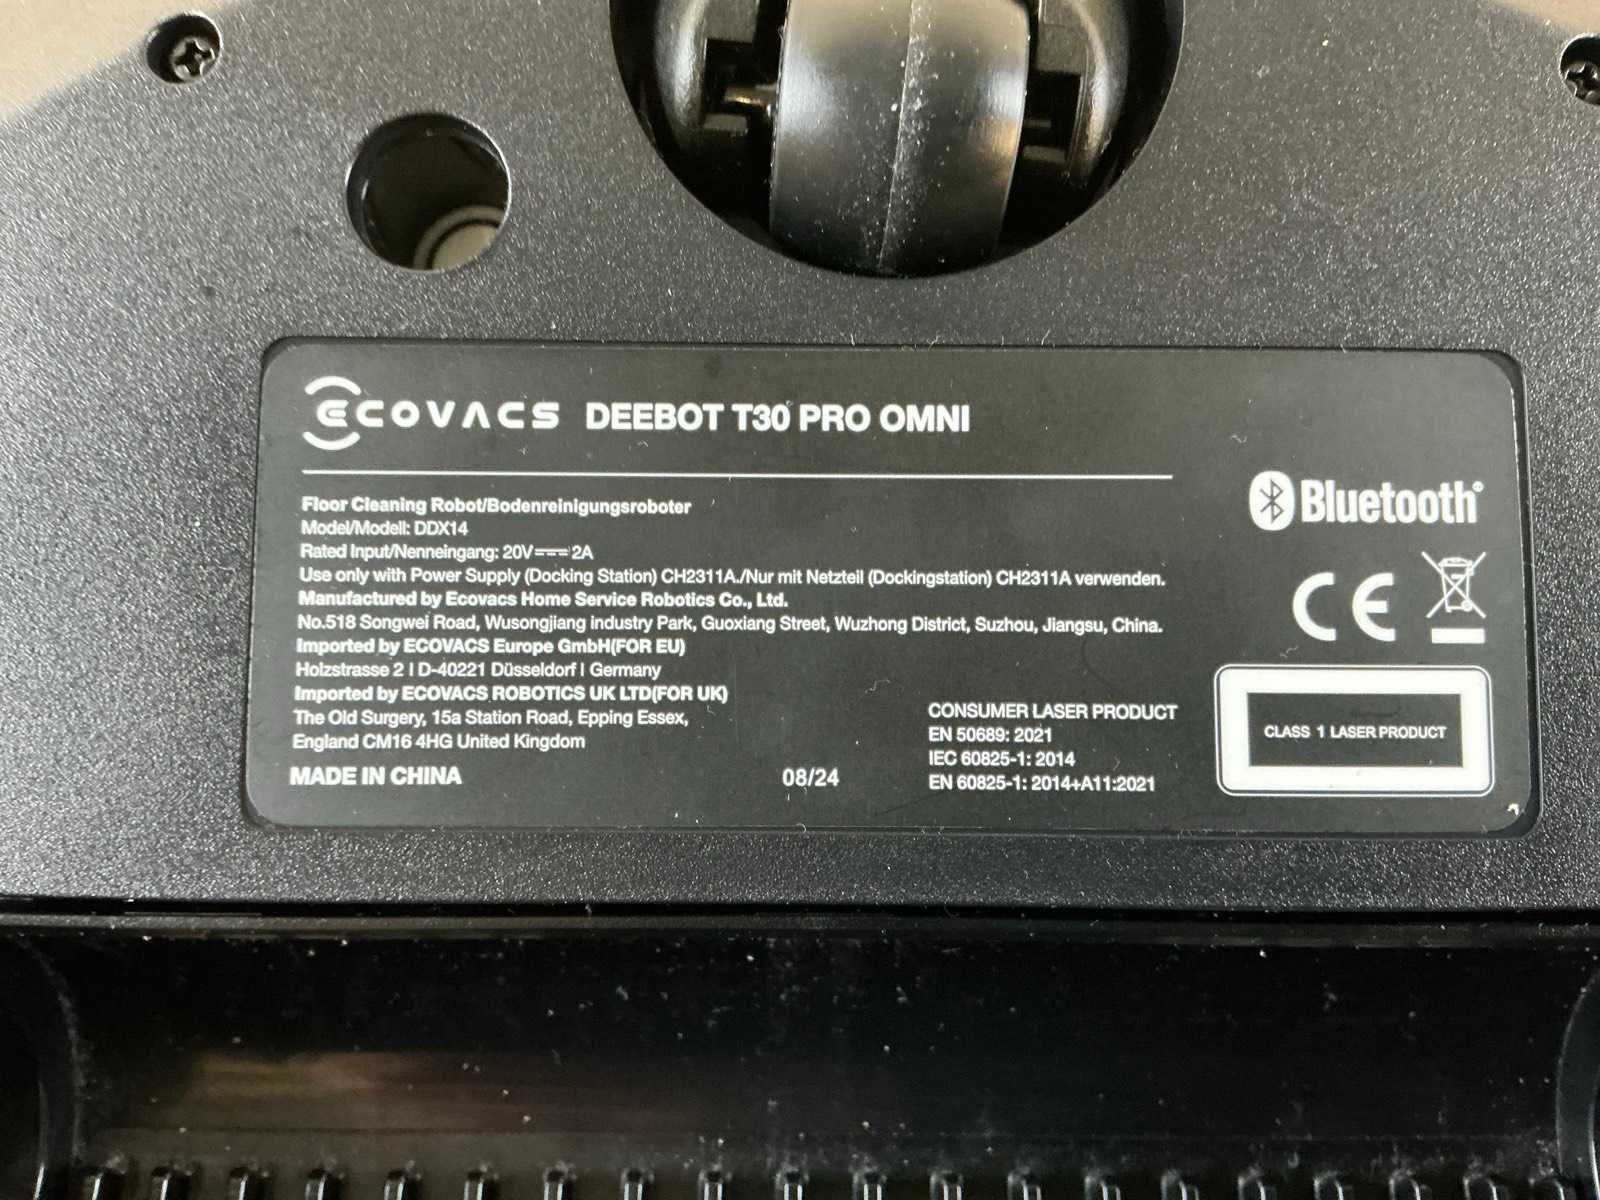 ECOVACS DEEBOT T30 PRO OMNI
Floor Cleaning Robot/Bodenreinigungsroboter
Model/Modell: DDX14
Rated Input/Nenneingang: 20V⎓2A
Use only with Power Supply (Docking Station) CH2311A./Nur mit Netzteil (Dockingstation) CH2311A verwenden.
Manufactured by Ecovacs Home Service Robotics Co., Ltd.
No.518 Songwei Road, Wusongjiang industry Park, Guoxiang Street, Wuzhong District, Suzhou, Jiangsu, China.
Imported by ECOVACS Europe GmbH(FOR EU)
Holzstrasse 2 I D-40221 Düsseldorf I Germany
Imported by ECOVACS ROBOTICS UK LTD(FOR UK)
The Old Surgery, 15a Station Road, Epping Essex,
England CM16 4HG United Kingdom
MADE IN CHINA
08/24
CONSUMER LASER PRODUCT
EN 50689: 2021
IEC 60825-1: 2014
EN 60825-1: 2014+A11:2021
Bluetooth®
CE
CLASS 1 LASER PRODUCT